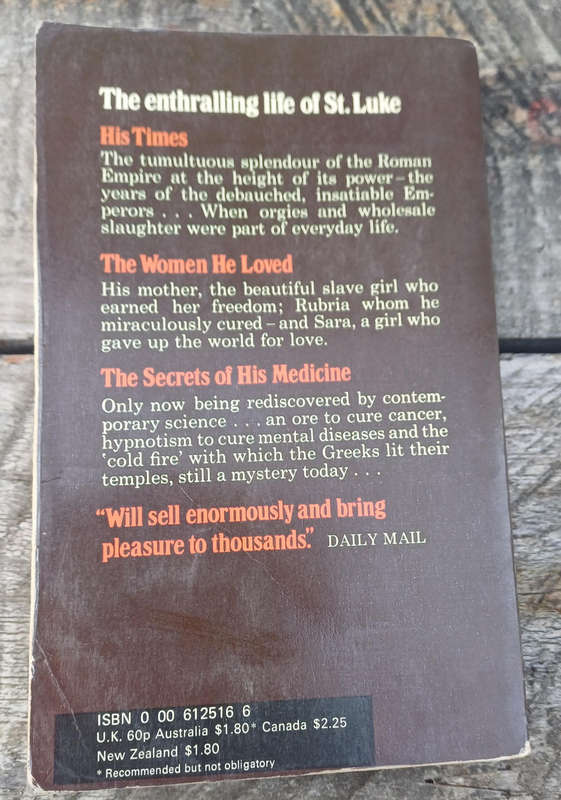 The enthralling life of St. Luke
His Times
The tumultuous splendour of the Roman
Empire at the height of its power – the
years of the debauched, insatiable Em-
perors . . . When orgies and wholesale
slaughter were part of everyday life.
The Women He Loved
His mother, the beautiful slave girl who
earned her freedom; Rubria whom he
miraculously cured – and Sara, a girl who
gave up the world for love.
The Secrets of His Medicine
Only now being rediscovered by contem-
porary science . . . an ore to cure cancer,
hypnotism to cure mental diseases and the
‘cold fire’ with which the Greeks lit their
temples, still a mystery today . . .
“Will sell enormously and bring
pleasure to thousands.” DAILY MAIL
ISBN 0 00 612516 6
U.K. 60p Australia $1.80* Canada $2.25
New Zealand $1.80
* Recommended but not obligatory